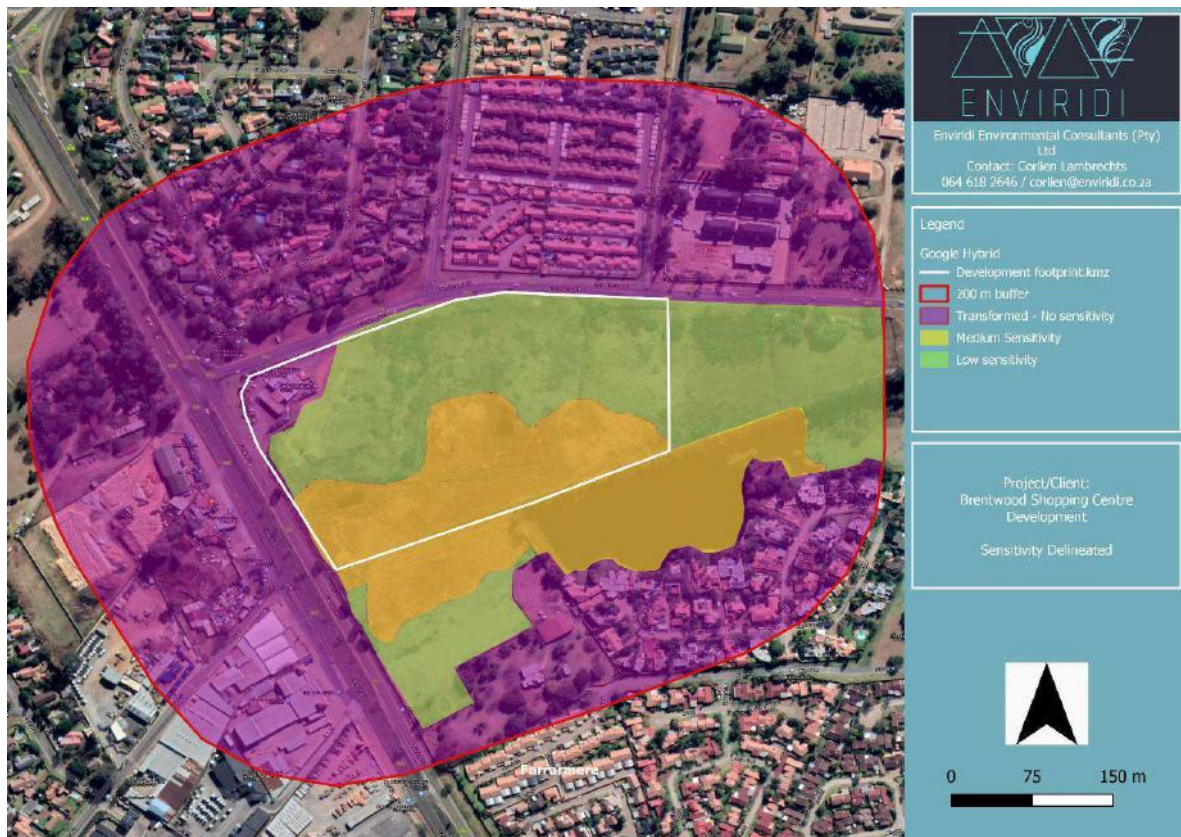 ENVIRIDI
Enviridi Environmental Consultants (Pty)
Ltd
Contact: Corlien Lambrechts
064 618 2646 / corlien@enviridi.co.za
Legend
Google Hybrid
Development footprint.kmz
200 m buffer
Transformed - No sensitivity
Medium Sensitivity
Low sensitivity
Project/Client:
Brentwood Shopping Centre
Development
Sensitivity Delineated
0 75 150 m
Farrarmere